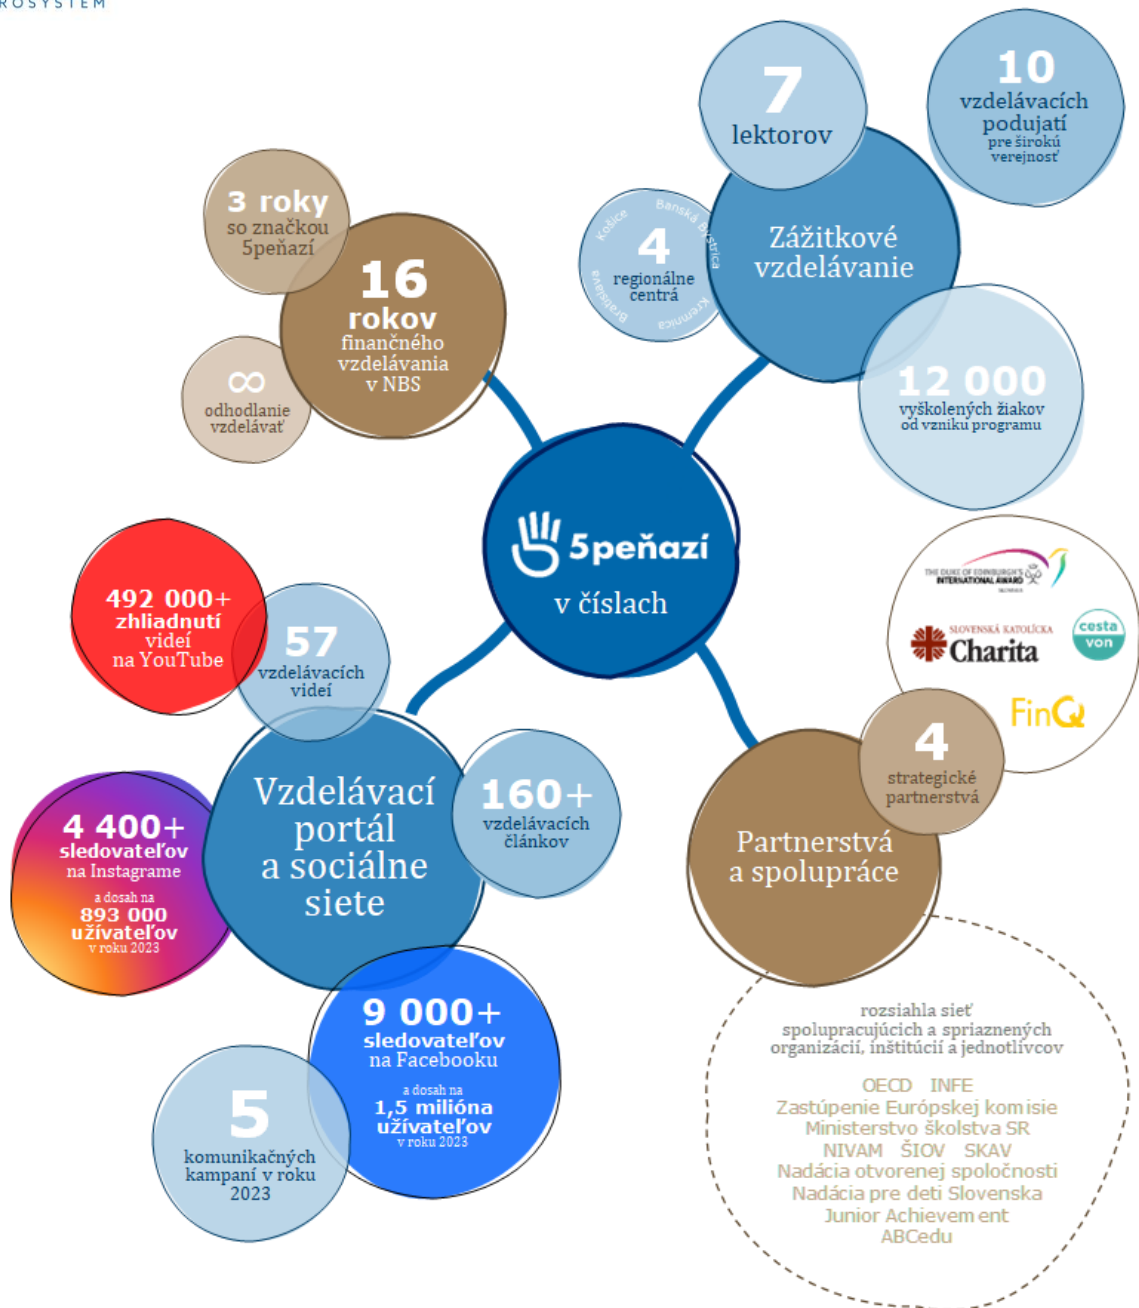 ROSYSTÉM
7
lektorov
10
vzdelávacích
podujatí
pre širokú
verejnosť
3 roky
so značkou
5peňazí
16
rokov
finančného
vzdelávania
v NBS
∞
odhodlanie
vzdelávať
Košice
Banská Bystrica
Bratislava
Kremnica
4
regionálne
centrá
Zážitkové
vzdelávanie
12 000
vyškolených žiakov
od vzniku programu
5peňazí
v číslach
492 000+
zhliadnutí
videí
na YouTube
57
vzdelávacích
videí
Vzdelávací
portál
a sociálne
siete
160+
vzdelávacích
článkov
4 400+
sledovateľov
na Instagrame
a dosah na
893 000
užívateľov
v roku 2023
9 000+
sledovateľov
na Facebooku
a dosah na
1,5 milióna
užívateľov
v roku 2023
5
komunikačných
kampaní v roku
2023
THE DUKE OF EDINBURGH'S
INTERNATIONAL AWARD
SLOVENSKÁ KATOLÍCKA
Charita
cesta
von
FinQ
4
strategické
partnerstvá
Partnerstvá
a spolupráce
rozsiahla sieť
spolupracujúcich a spriaznených
organizácií, inštitúcií a jednotlivcov
OECD INFE
Zastúpenie Európskej komisie
Ministerstvo školstva SR
NIVAM ŠIOV SKAV
Nadácia otvorenej spoločnosti
Nadácia pre deti Slovenska
Junior Achievement
ABCedu